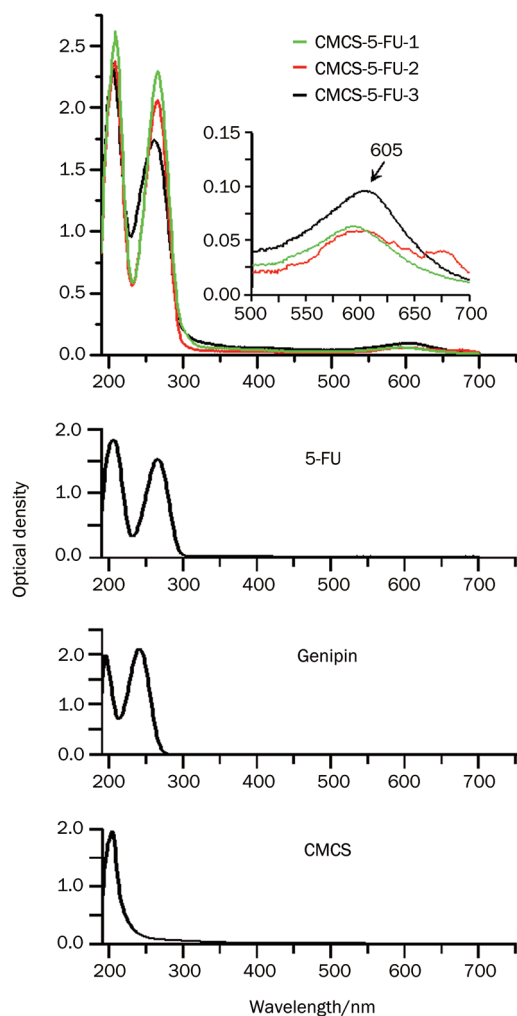 CMCS-5-FU-1
CMCS-5-FU-2
CMCS-5-FU-3
2.5
2.0
1.5
1.0
0.5
0.0
200 300 400 500 600 700
0.15
0.10
0.05
0.00
500 550 600 650 700
605
2.0
1.0
0.0
5-FU
200 300 400 500 600 700
2.0
1.0
0.0
Genipin
200 300 400 500 600 700
2.0
1.0
0.0
CMCS
200 300 400 500 600 700
Optical density
Wavelength/nm